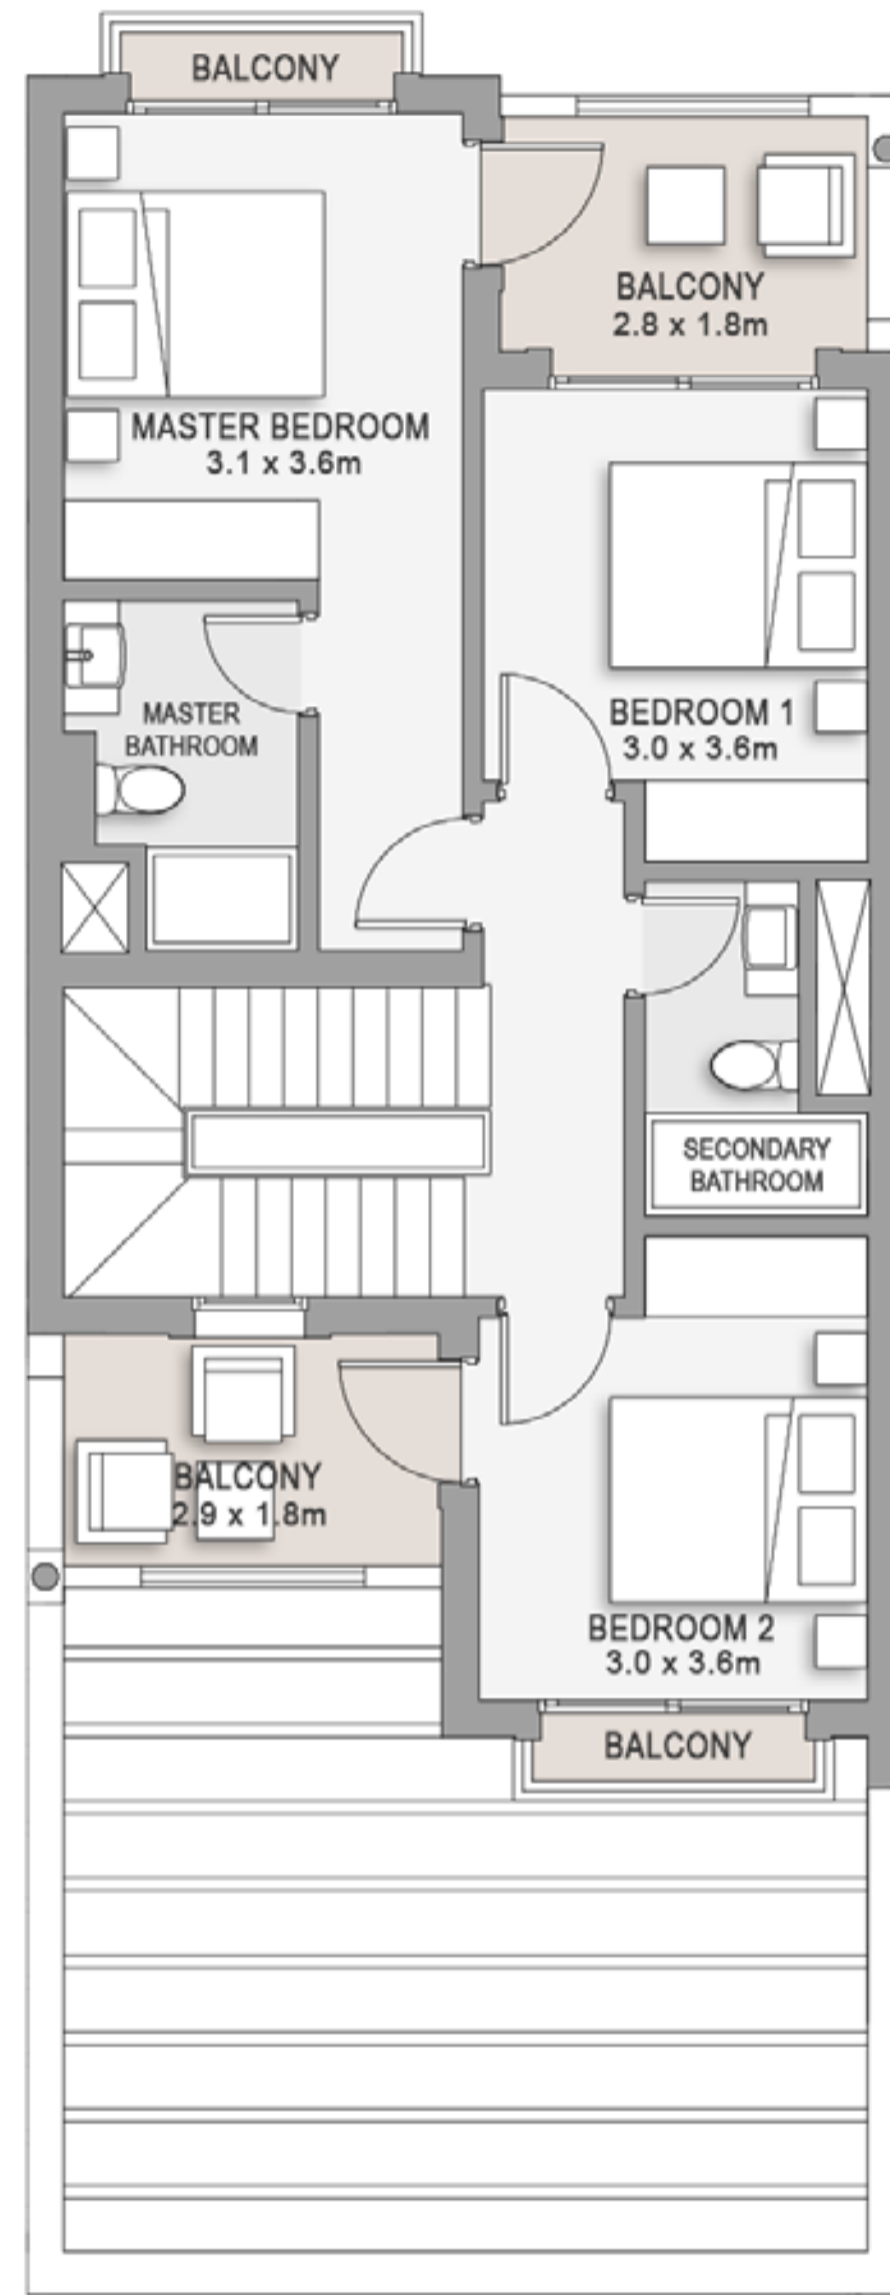 BALCONY
BALCONY
2.8 x 1.8m
MASTER BEDROOM
3.1 x 3.6m
BEDROOM 1
3.0 x 3.6m
MASTER
BATHROOM
SECONDARY
BATHROOM
BALCONY
2.9 x 1.8m
BEDROOM 2
3.0 x 3.6m
BALCONY